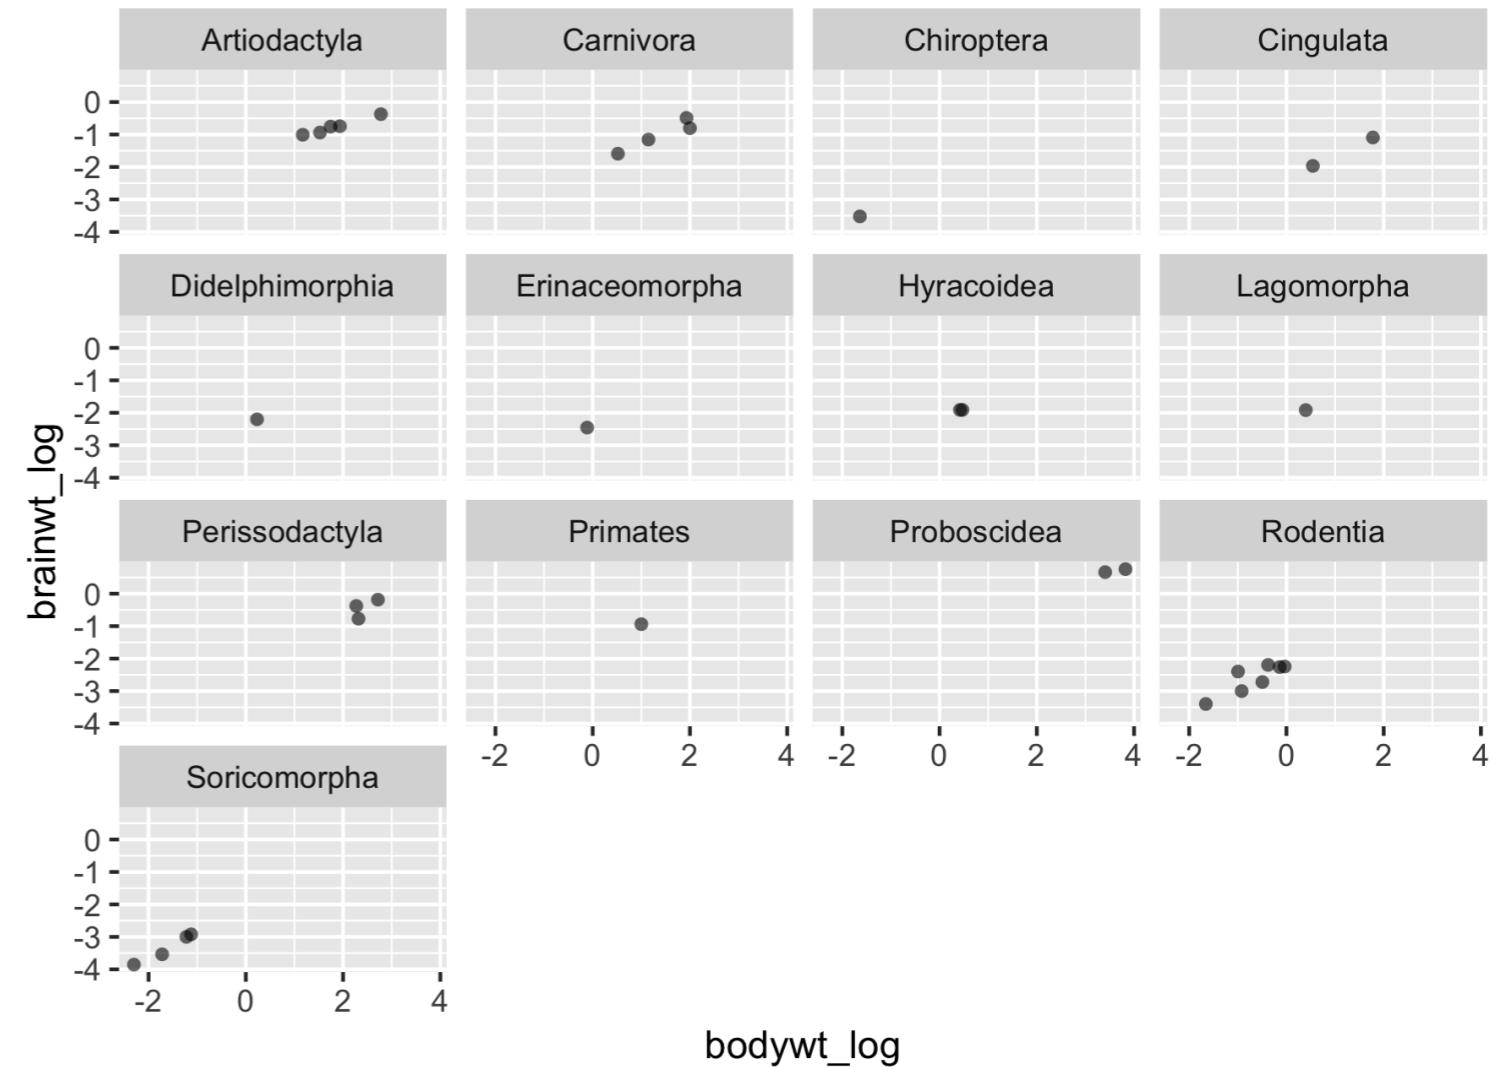 Artiodactyla Carnivora Chiroptera Cingulata
0
-1
-2
-3
-4
Didelphimorphia Erinaceomorpha Hyracoidea Lagomorpha
0
-1
-2
-3
-4
Perissodactyla Primates Proboscidea Rodentia
0
-1
-2
-3
-4
-2 0 2 4 -2 0 2 4 -2 0 2 4
Soricomorpha
0
-1
-2
-3
-4
-2 0 2 4
brainwt_log
bodywt_log